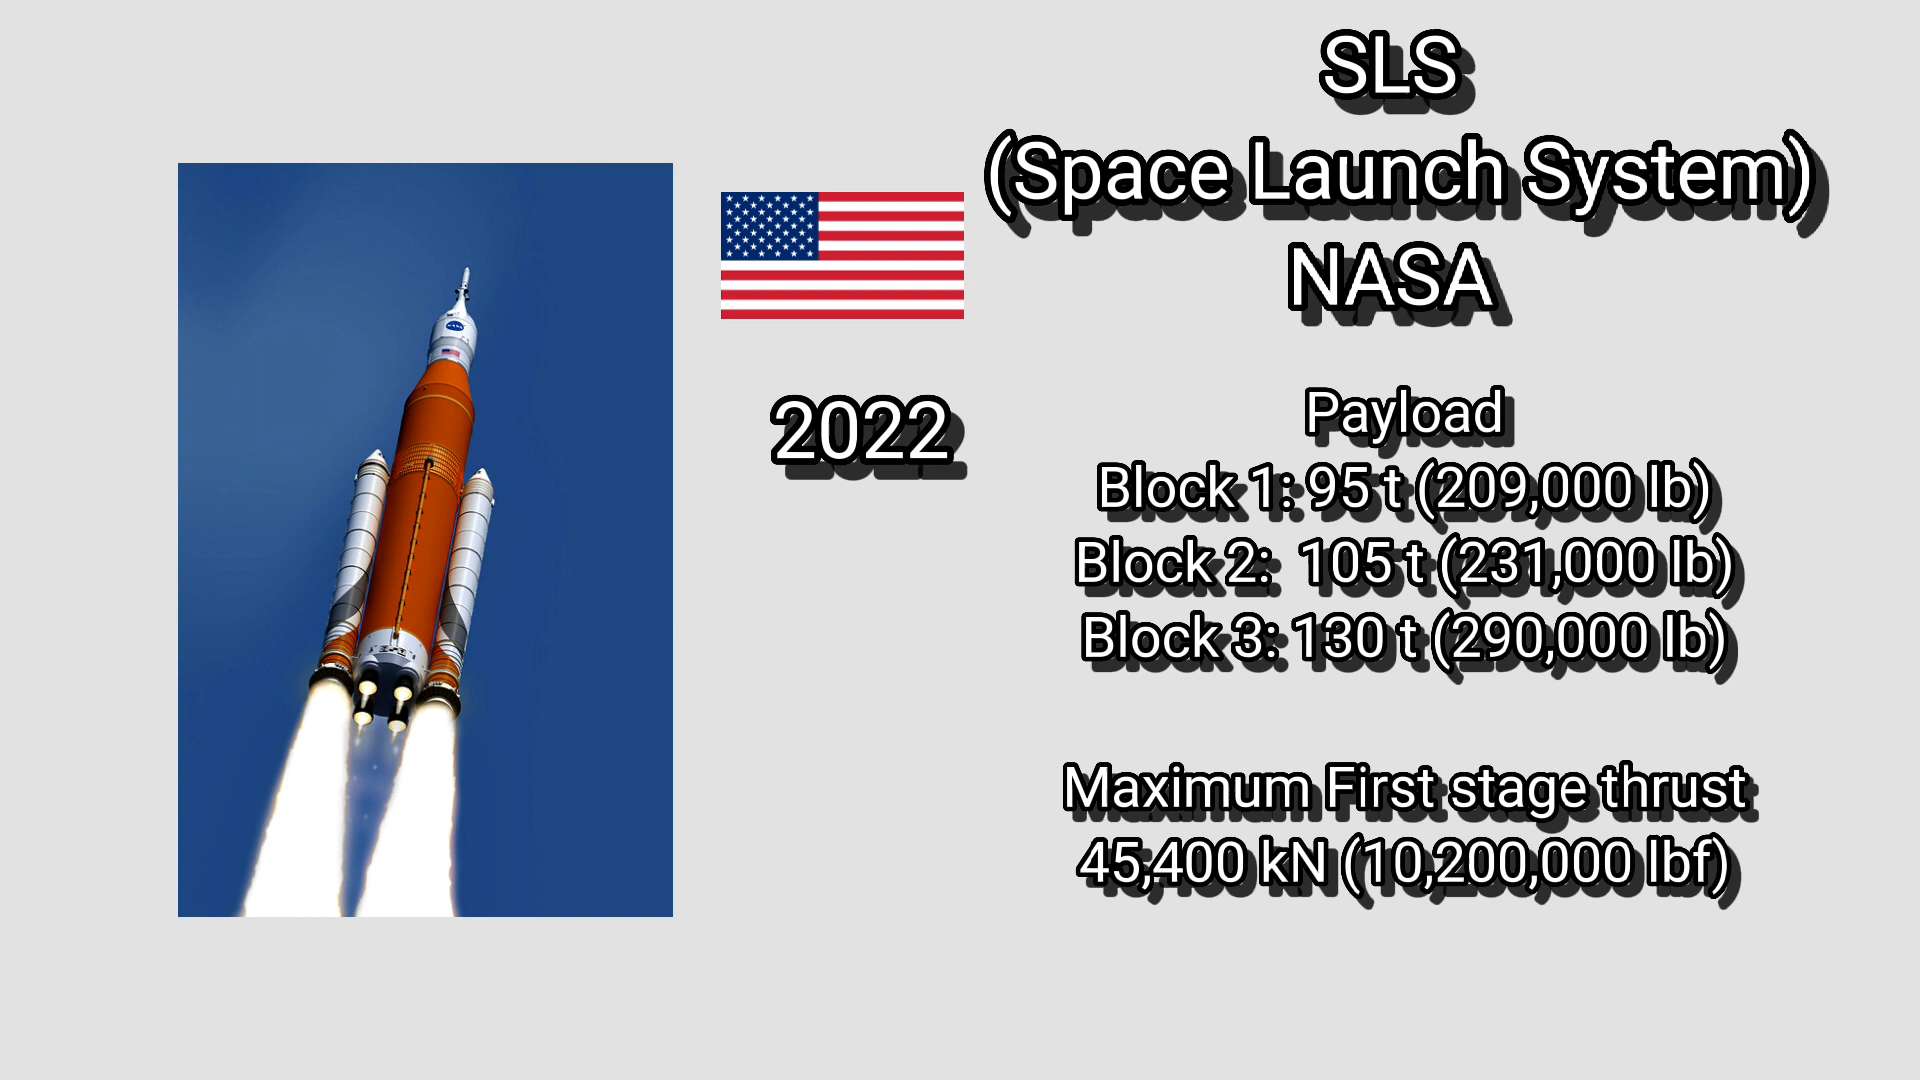 SLS
(Space Launch System)
NASA
2022
Payload
Block 1: 95 t (209,000 lb)
Block 2:  105 t (231,000 lb)
Block 3: 130 t (290,000 lb)
Maximum First stage thrust
45,400 kN (10,200,000 lbf)
NASA